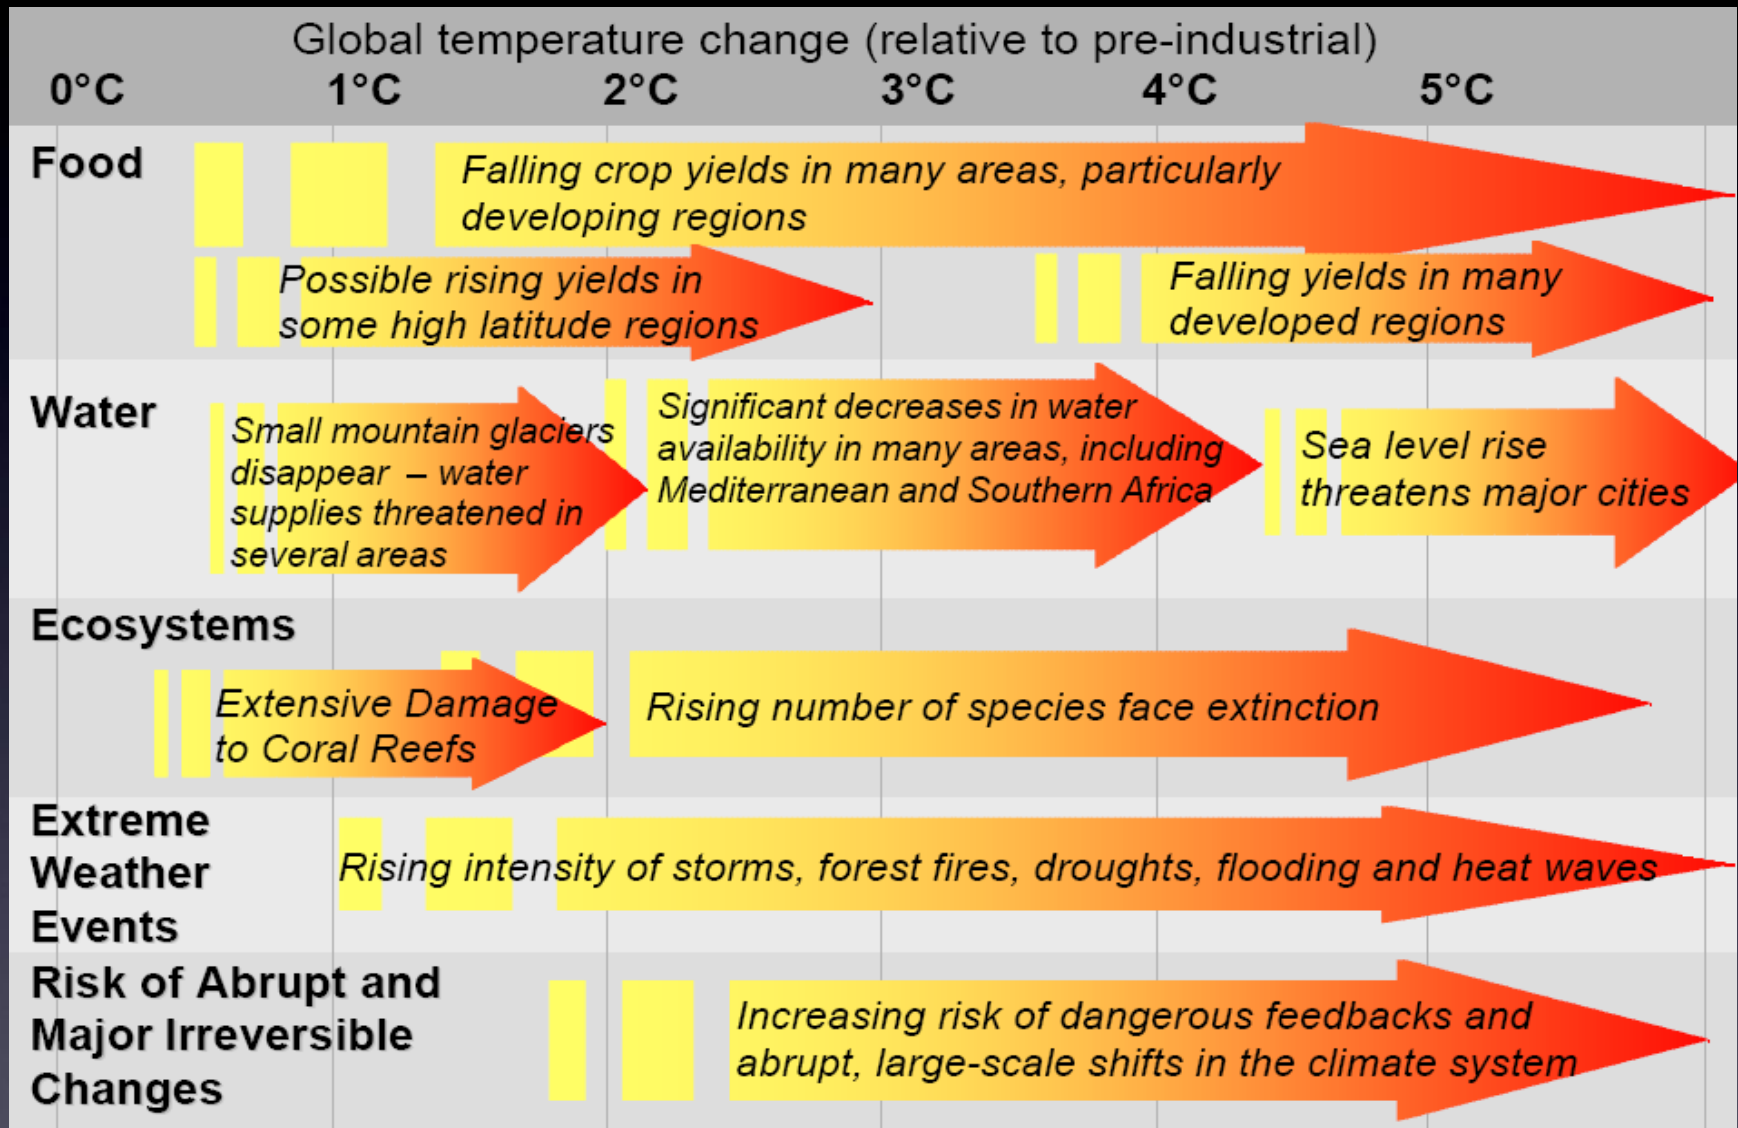 Global temperature change (relative to pre-industrial)
0°C 1°C 2°C 3°C 4°C 5°C
Food
Falling crop yields in many areas, particularly
developing regions
Possible rising yields in
some high latitude regions
Falling yields in many
developed regions
Water
Small mountain glaciers
disappear – water
supplies threatened in
several areas
Significant decreases in water
availability in many areas, including
Mediterranean and Southern Africa
Sea level rise
threatens major cities
Ecosystems
Extensive Damage
to Coral Reefs
Rising number of species face extinction
Extreme
Weather
Events
Rising intensity of storms, forest fires, droughts, flooding and heat waves
Risk of Abrupt and
Major Irreversible
Changes
Increasing risk of dangerous feedbacks and
abrupt, large-scale shifts in the climate system